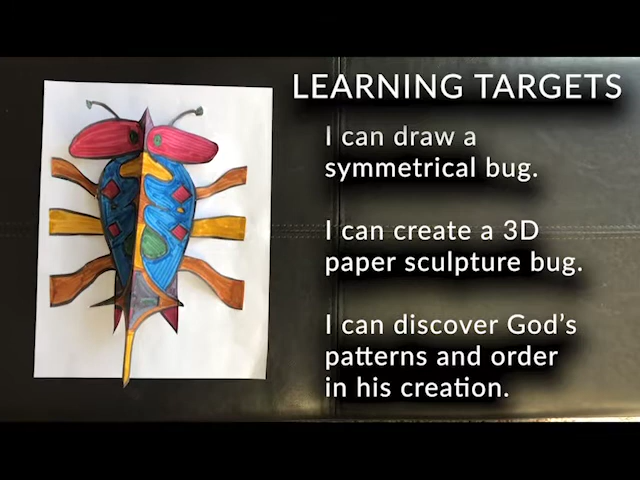 LEARNING TARGETS
I can draw a
symmetrical bug.
I can create a 3D
paper sculpture bug.
I can discover God's
patterns and order
in his creation.